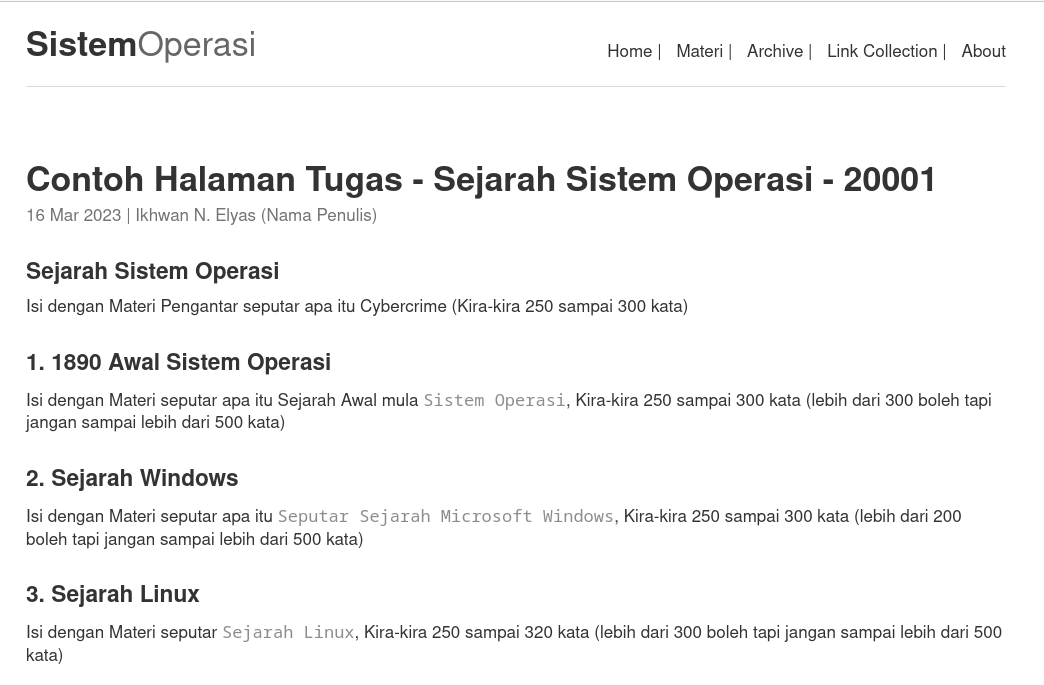 SistemOperasi
Home | Materi | Archive | Link Collection | About
Contoh Halaman Tugas - Sejarah Sistem Operasi - 20001
16 Mar 2023 | Ikhwan N. Elyas (Nama Penulis)
Sejarah Sistem Operasi
Isi dengan Materi Pengantar seputar apa itu Cybercrime (Kira-kira 250 sampai 300 kata)
1. 1890 Awal Sistem Operasi
Isi dengan Materi seputar apa itu Sejarah Awal mula Sistem Operasi, Kira-kira 250 sampai 300 kata (lebih dari 300 boleh tapi
jangan sampai lebih dari 500 kata)
2. Sejarah Windows
Isi dengan Materi seputar apa itu Seputar Sejarah Microsoft Windows, Kira-kira 250 sampai 300 kata (lebih dari 200
boleh tapi jangan sampai lebih dari 500 kata)
3. Sejarah Linux
Isi dengan Materi seputar Sejarah Linux, Kira-kira 250 sampai 320 kata (lebih dari 300 boleh tapi jangan sampai lebih dari 500
kata)